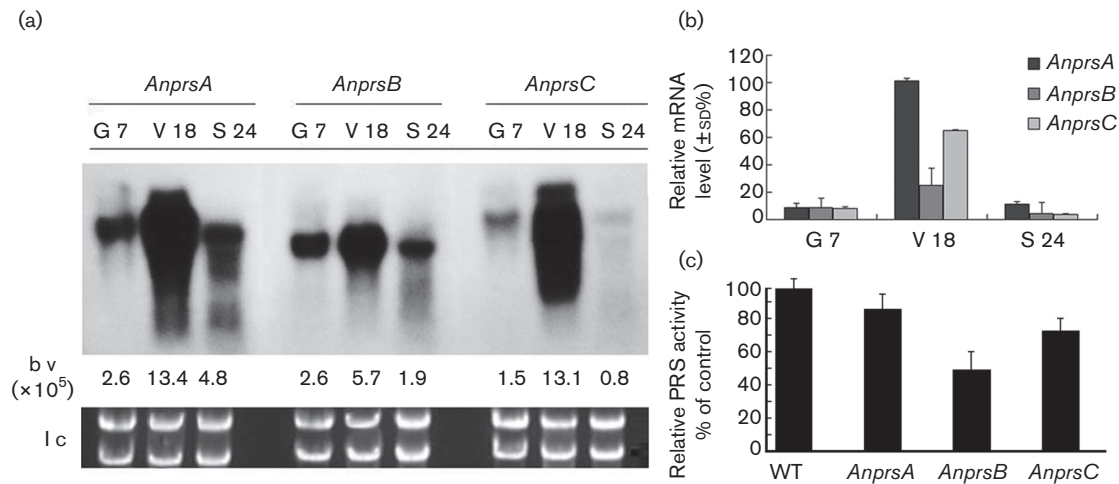 (a)
AnprsA AnprsB AnprsC
G 7 V 18 S 24 G 7 V 18 S 24 G 7 V 18 S 24
b v
(×10⁵)
2.6 13.4 4.8 2.6 5.7 1.9 1.5 13.1 0.8
l c
(b)
Relative mRNA
level (±SD%)
120
100
80
60
40
20
0
G 7 V 18 S 24
AnprsA
AnprsB
AnprsC
(c)
Relative PRS activity
% of control
100
80
60
40
20
0
WT AnprsA AnprsB AnprsC